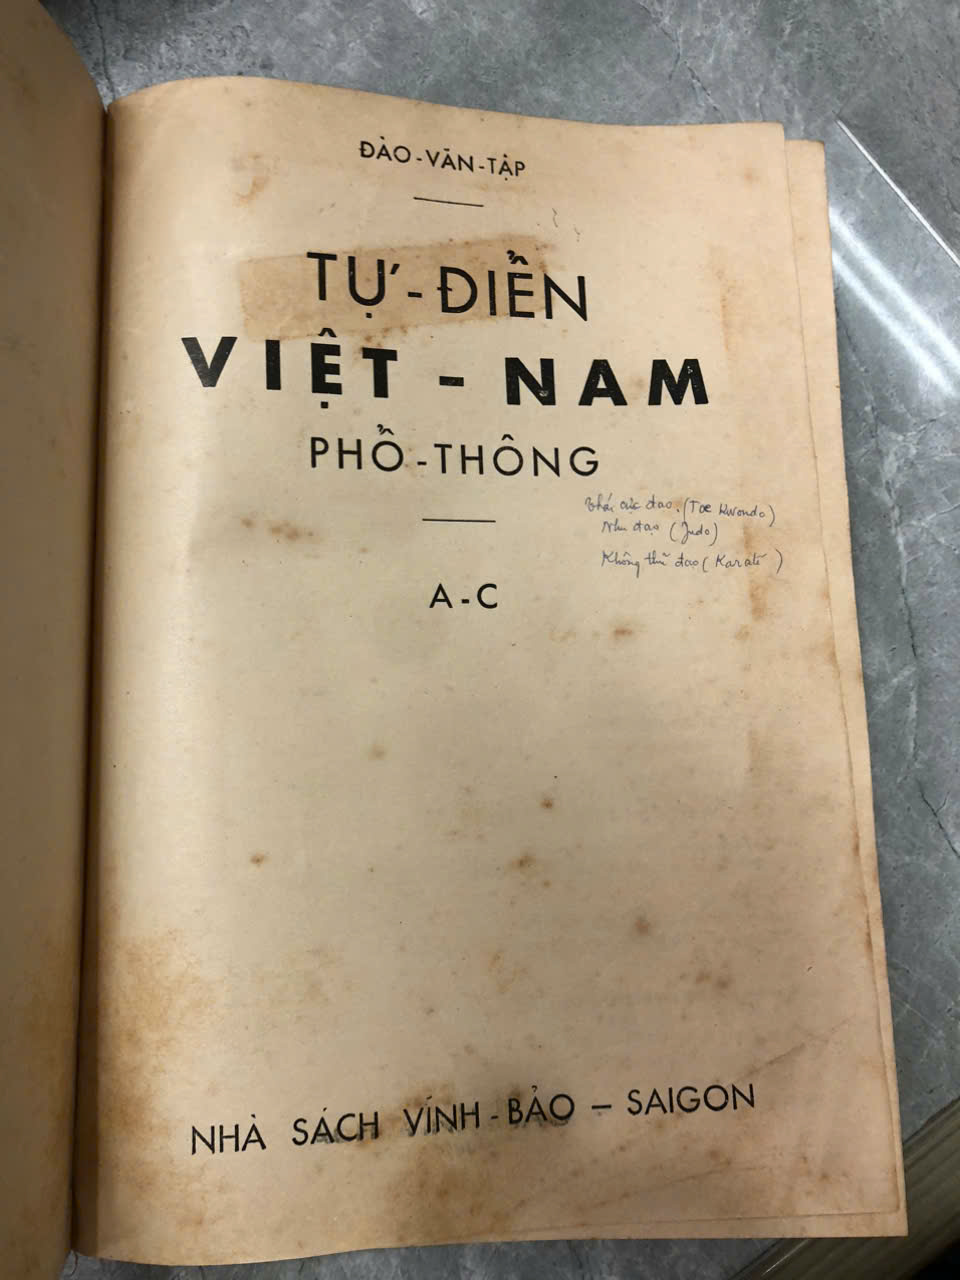 ĐÀO-VĂN-TẬP
TỰ-ĐIỂN
VIỆT-NAM
PHỔ-THÔNG
Thái cực đạo. (Tae Kwondo)
Nhu đạo (Judo)
Không thủ đạo (Karaté)
A-C
NHÀ SÁCH VĨNH-BẢO – SAIGON